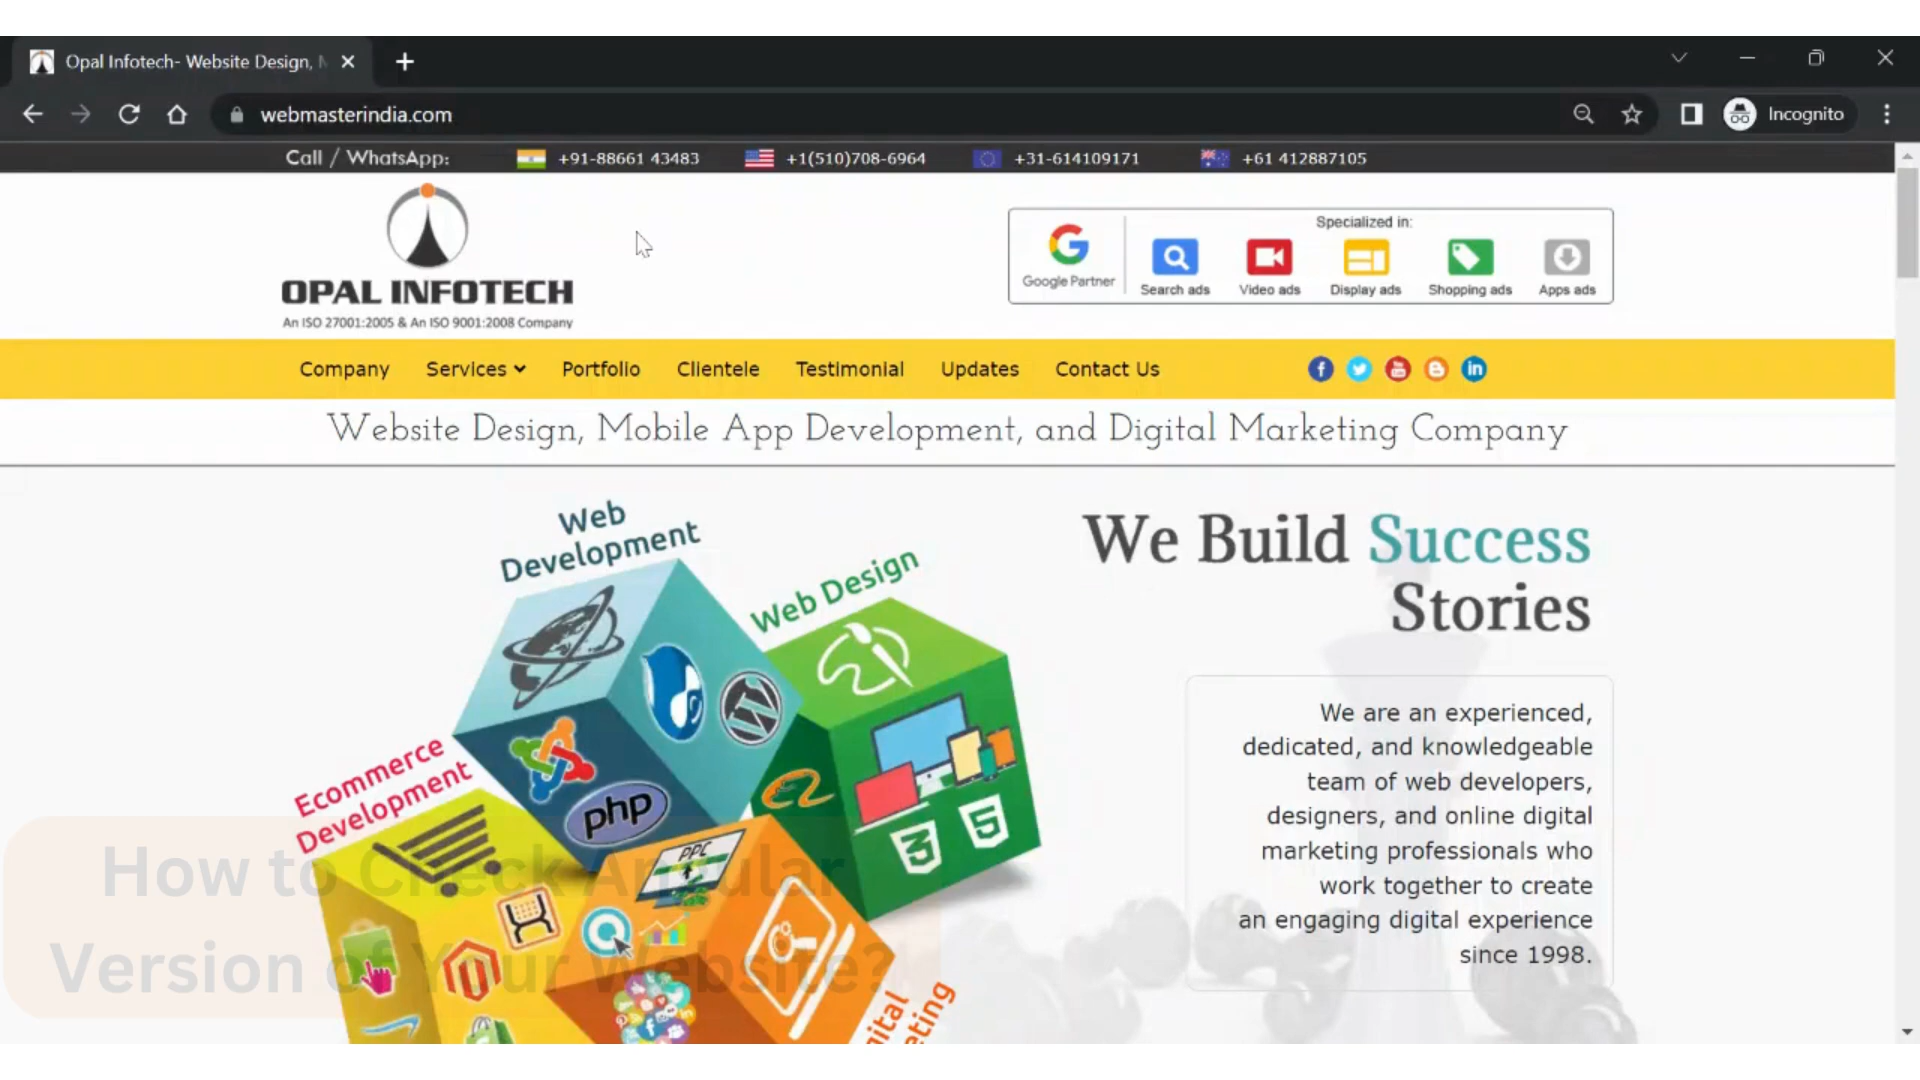 Opal Infotech- Website Design,
webmasterindia.com
Incognito
Call / WhatsApp: +91-88661 43483 +1(510)708-6964 +31-614109171 +61 412887105
OPAL INFOTECH
An ISO 27001:2005 & An ISO 9001:2008 Company
Google Partner
Specialized in:
Search ads Video ads Display ads Shopping ads Apps ads
Company Services Portfolio Clientele Testimonial Updates Contact Us
Website Design, Mobile App Development, and Digital Marketing Company
Web
Development
Web Design
Ecommerce
Development
php
PPC
3
5
ital
eting
We Build Success
Stories
We are an experienced,
dedicated, and knowledgeable
team of web developers,
designers, and online digital
marketing professionals who
work together to create
an engaging digital experience
since 1998.
How to Check Angular
Version of Your Website?